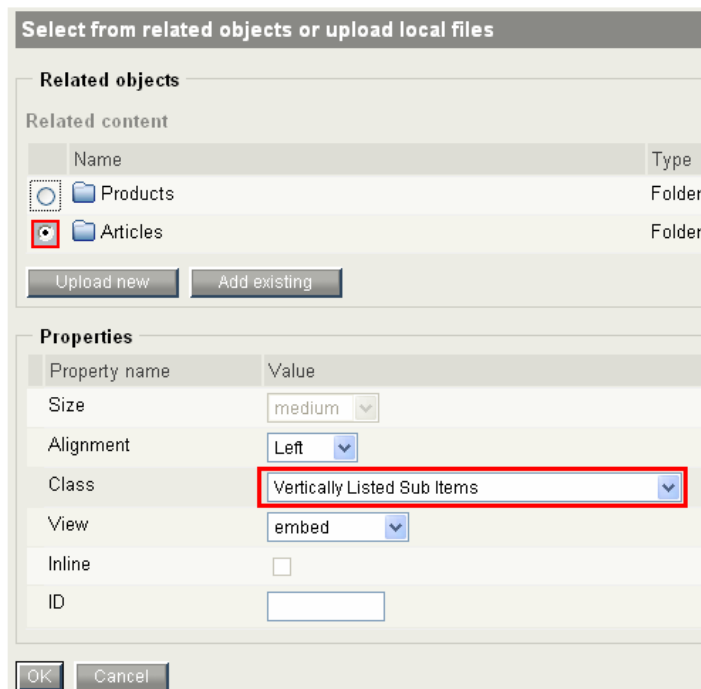 Select from related objects or upload local files
Related objects
Related content
Name Type
Products Folder
Articles Folder
Upload new Add existing
Properties
Property name Value
Size medium
Alignment Left
Class Vertically Listed Sub Items
View embed
Inline
ID
OK Cancel